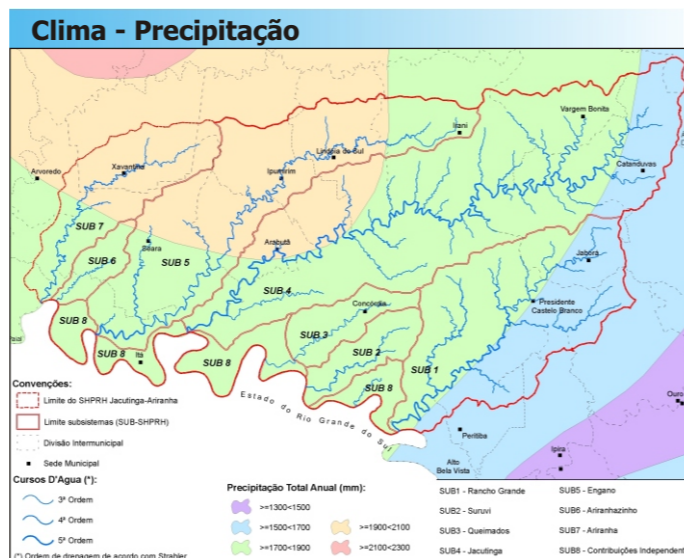 Clima - Precipitação
Vargem Bonita
Irani
Lindóia do Sul
Catanduvas
Xavantina
Arvoredo
Ipumirim
SUB 7
Seara
Arabutã
Jaborá
SUB 6
SUB 5
SUB 4
Presidente
Castelo Branco
Concórdia
SUB 8
SUB 3
SUB 8
Itá
SUB 8
SUB 2
SUB 1
SUB 8
Estado do Rio Grande do Sul
Ouro
Peritiba
Alto
Bela Vista
Ipira
Convenções:
Limite do SHPRH Jacutinga-Ariranha
Limite subsistemas (SUB-SHPRH)
Divisão Intermunicipal
Sede Municipal
Cursos D'Agua (*):
3ª Ordem
4ª Ordem
5ª Ordem
(*) Ordem de drenagem de acordo com Strahler
Precipitação Total Anual (mm):
>=1300<1500
>=1500<1700
>=1700<1900
>=1900<2100
>=2100<2300
SUB1 - Rancho Grande
SUB2 - Suruvi
SUB3 - Queimados
SUB4 - Jacutinga
SUB5 - Engano
SUB6 - Ariranhazinho
SUB7 - Ariranha
SUB8 - Contribuições Independent